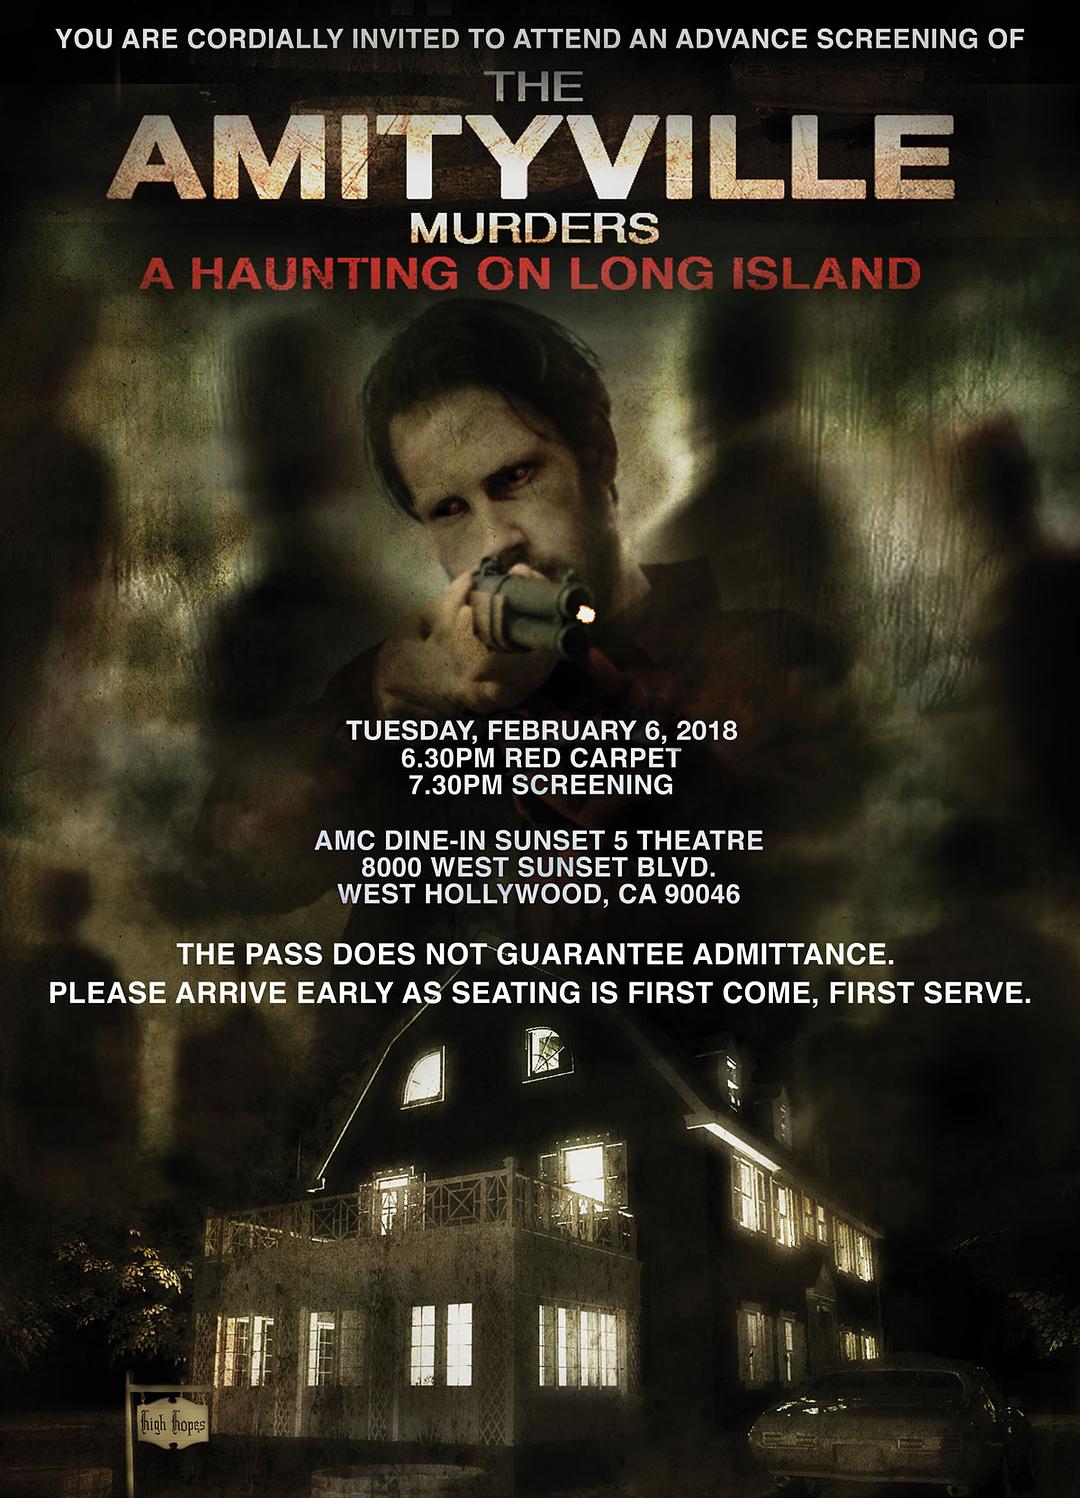 YOU ARE CORDIALLY INVITED TO ATTEND AN ADVANCE SCREENING OF
THE
AMITYVILLE
MURDERS
A HAUNTING ON LONG ISLAND
TUESDAY, FEBRUARY 6, 2018
6.30PM RED CARPET
7.30PM SCREENING
AMC DINE-IN SUNSET 5 THEATRE
8000 WEST SUNSET BLVD.
WEST HOLLYWOOD, CA 90046
THE PASS DOES NOT GUARANTEE ADMITTANCE.
PLEASE ARRIVE EARLY AS SEATING IS FIRST COME, FIRST SERVE.
high hopes